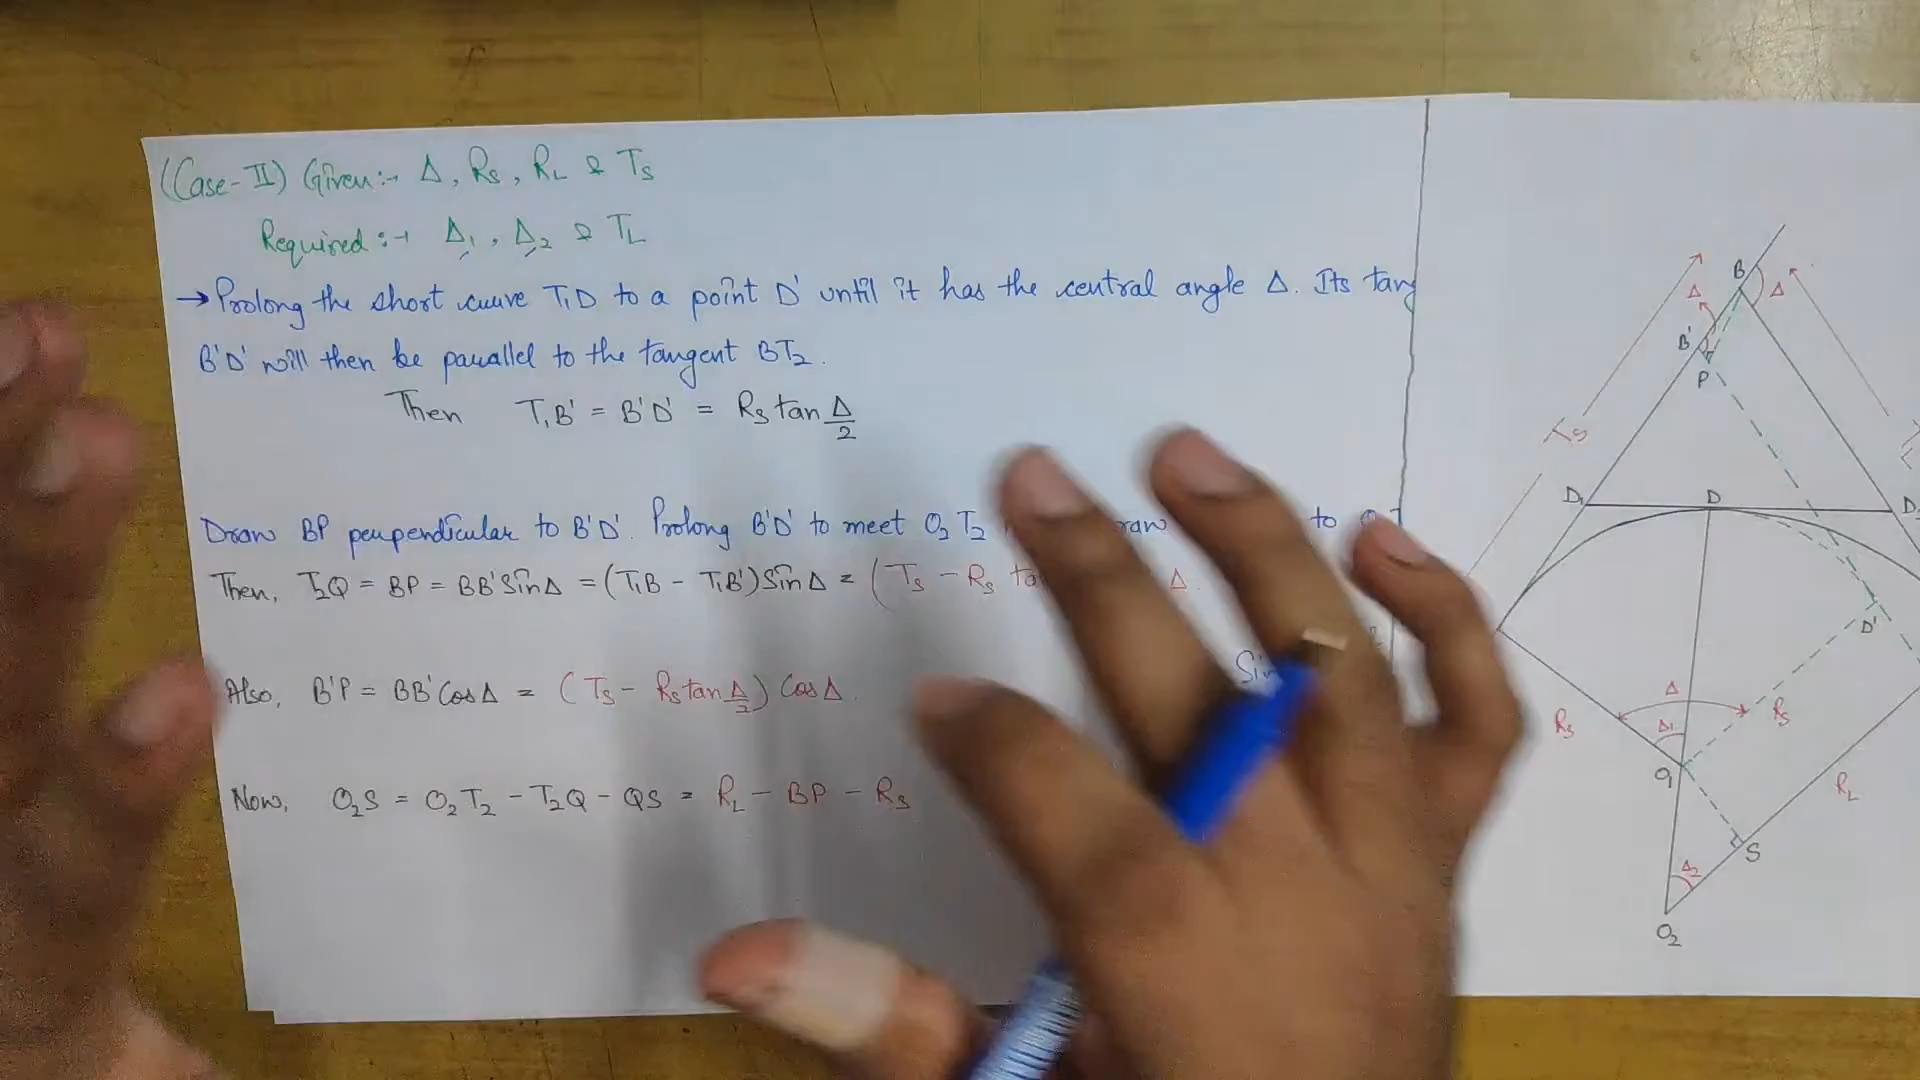 (Case-II) Given:- Δ, Rs, RL & Ts
Required:- Δ1, Δ2 & TL
→ Prolong the short curve T1D to a point D' until it has the central angle Δ. Its tang
B'D' will then be parallel to the tangent BT2.
Then T1B' = B'D' = Rs tan Δ/2
Draw BP perpendicular to B'D'. Prolong B'D' to meet O2T2 to
Then, T2Q = BP = BB' Sin Δ = (T1B - T1B') Sin Δ = (Ts - Rs Δ.
Also, B'P = BB' Cos Δ = (Ts - Rs tan Δ/2) Cos Δ
Now, O2S = O2T2 - T2Q - QS = RL - BP - Rs
B
Δ
Δ
B'
P
Ts
D1
D
D2
D'
Δ
Δ1
Rs
Rs
RL
S
Δ2
O2